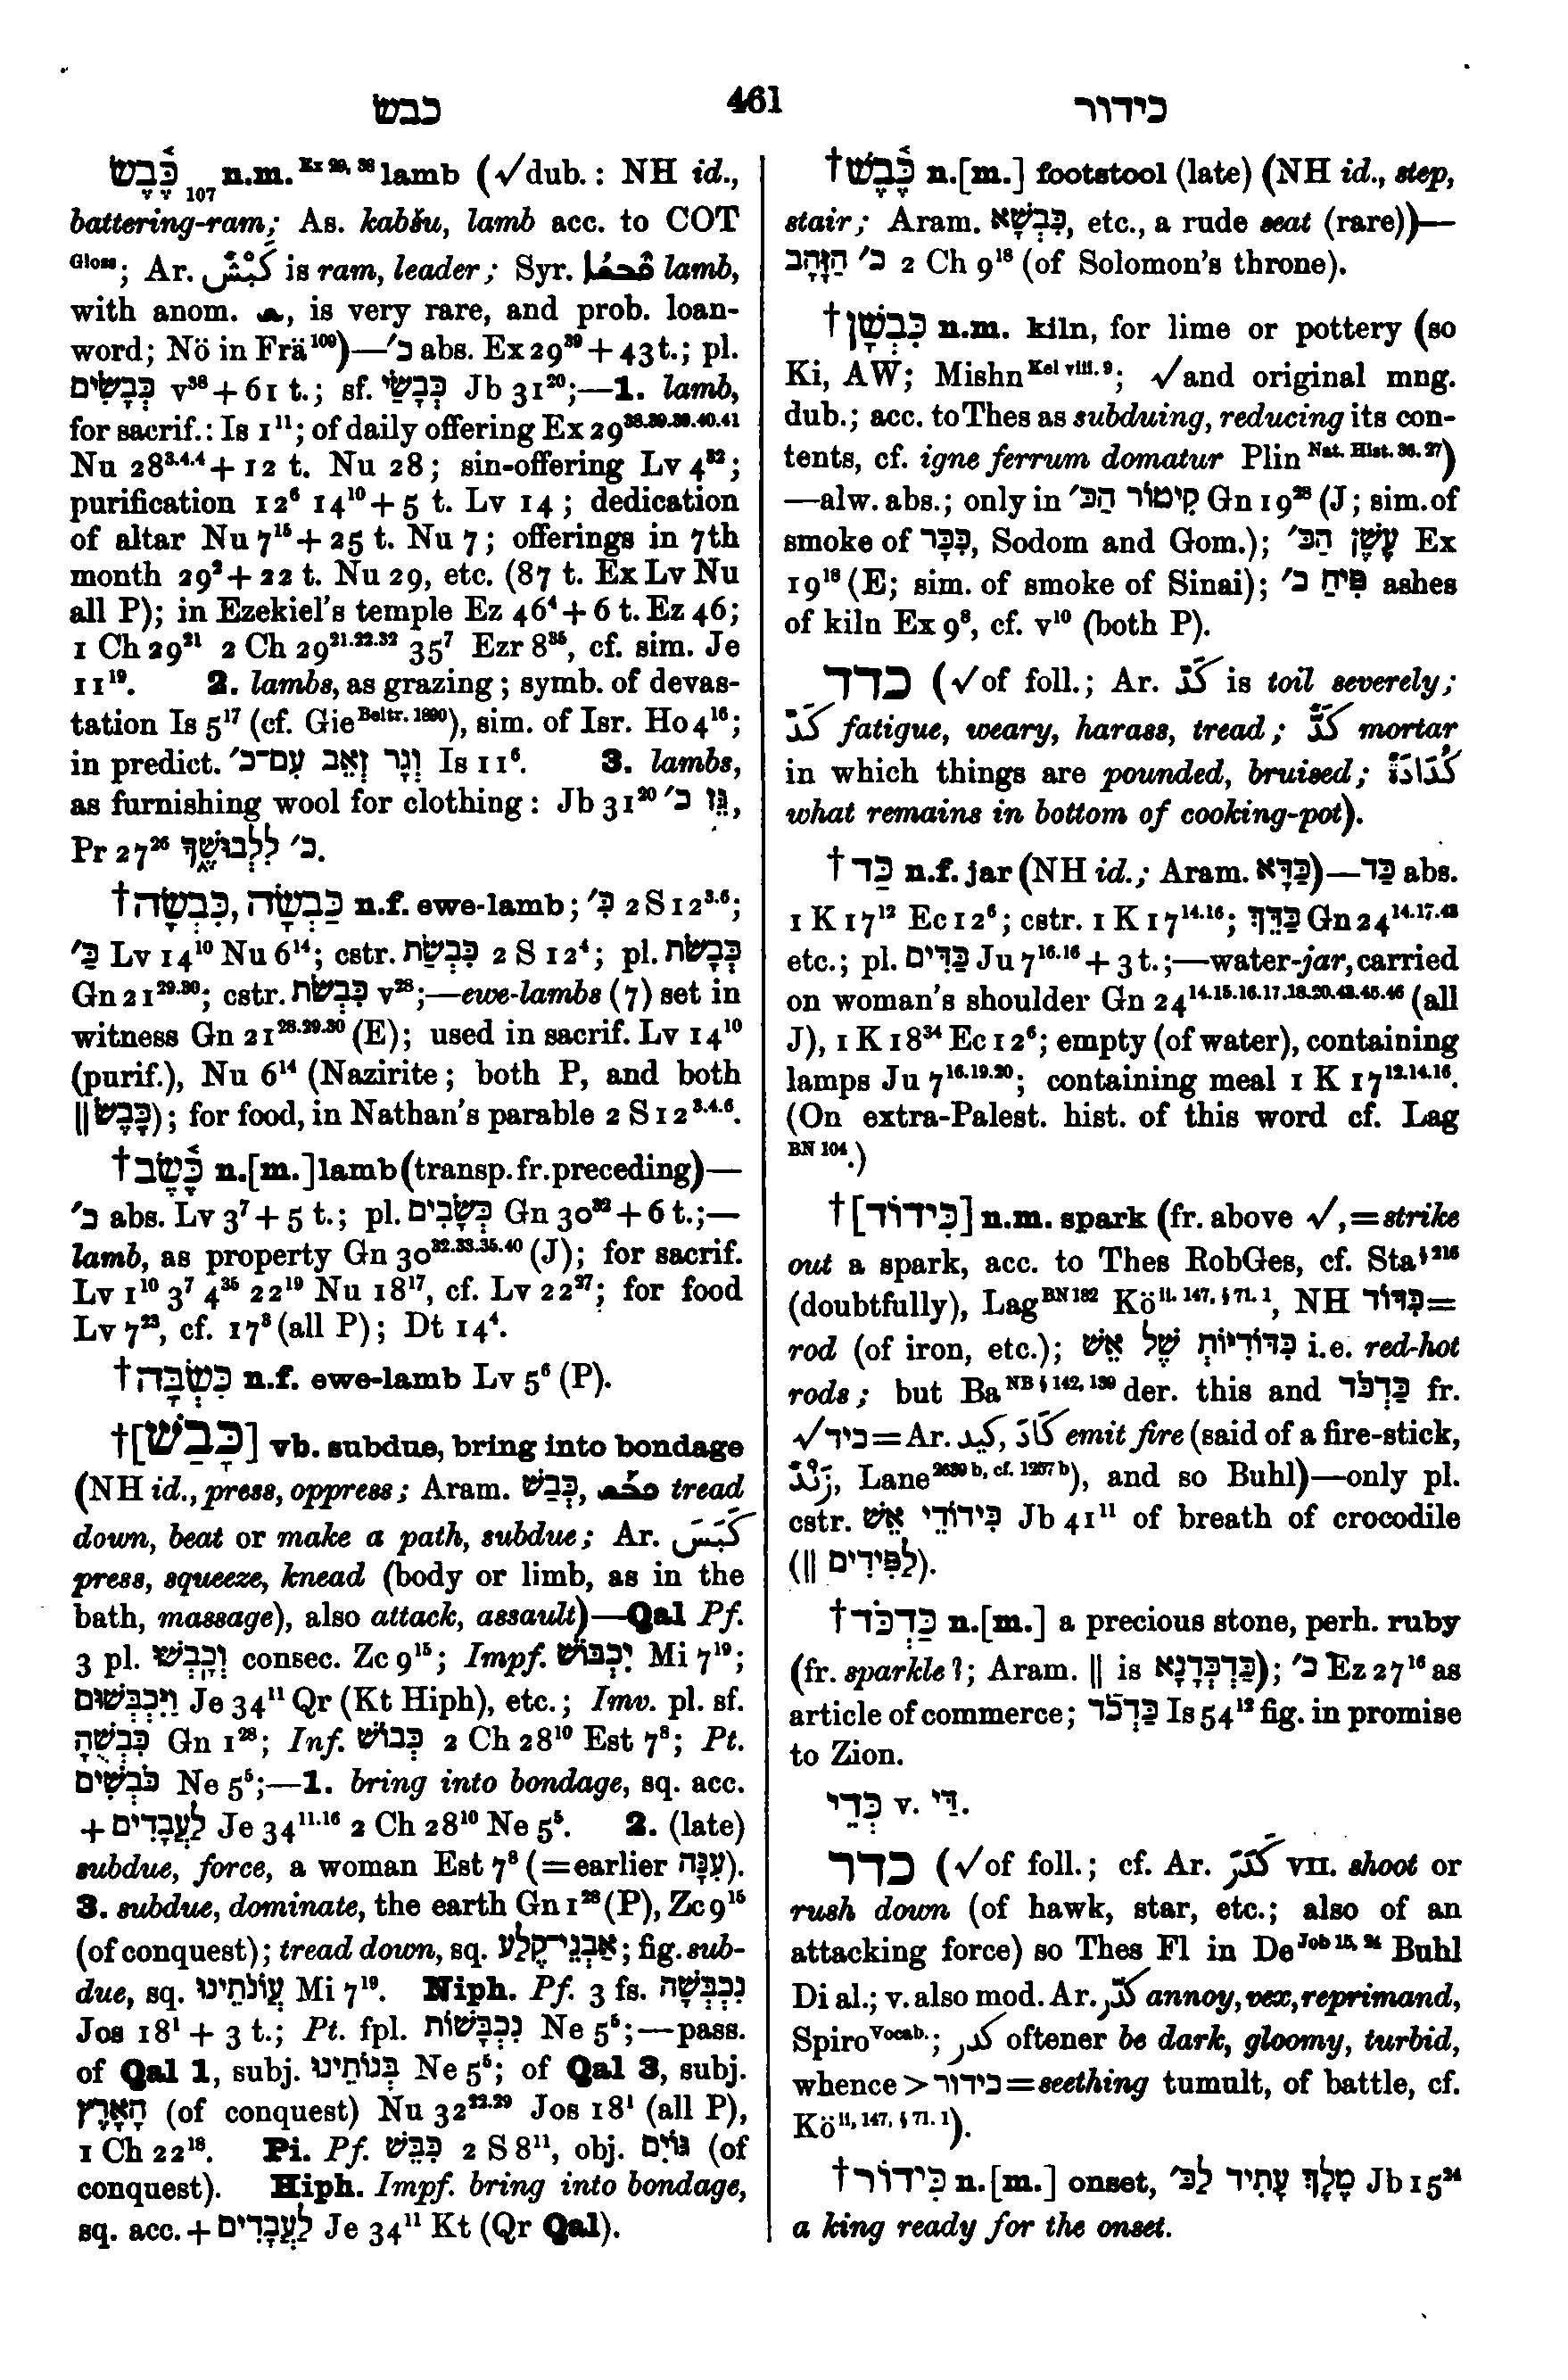 כבש 461 כידור
כֶּ֫בֶשׂ 107 n.m. Ex 29, 38 lamb (√dub.: NH id.,
battering-ram; As. kabšu, lamb acc. to COT
Gloss; Ar. كَبْشٌ is ram, leader; Syr. lamb,
with anom. , is very rare, and prob. loan-
word; Nö in Frä 109)—כ׳ abs. Ex 29 39 + 43 t.; pl.
כְּבָשִׂים v 38 + 61 t.; sf. כְּבָשַׂי Jb 31 20;—1. lamb,
for sacrif.: Is 1 11; of daily offering Ex 29 38.39.39.40.41
Nu 28 3.4.4 + 12 t. Nu 28; sin-offering Lv 4 32;
purification 12 6 14 10 + 5 t. Lv 14; dedication
of altar Nu 7 15 + 25 t. Nu 7; offerings in 7th
month 29 2 + 22 t. Nu 29, etc. (87 t. Ex Lv Nu
all P); in Ezekiel's temple Ez 46 4 + 6 t. Ez 46;
1 Ch 29 21 2 Ch 29 21.22.32 35 7 Ezr 8 35, cf. sim. Je
11 19. 2. lambs, as grazing; symb. of devas-
tation Is 5 17 (cf. Gie Beitr. 1890), sim. of Isr. Ho 4 16;
in predict. וְגָר זְאֵב עִם־כ׳ Is 11 6. 3. lambs,
as furnishing wool for clothing: Jb 31 20 גֵּז כ׳,
Pr 27 26 כ׳ לִלְבוּשֶׁךָ.
†כַּבְשָׂה, כִּבְשָׂה n.f. ewe-lamb; כִּ׳ 2 S 12 3.6;
כַּ׳ Lv 14 10 Nu 6 14; cstr. כִּבְשַׂת 2 S 12 4; pl. כְּבָשׂת
Gn 21 29.30; cstr. כִּבְשׂת v 28;—ewe-lambs (7) set in
witness Gn 21 28.29.30 (E); used in sacrif. Lv 14 10
(purif.), Nu 6 14 (Nazirite; both P, and both
‖כֶּבֶשׂ); for food, in Nathan's parable 2 S 12 3.4.6.
†כֶּ֫שֶׂב n.[m.] lamb (transp. fr. preceding)—
כ׳ abs. Lv 3 7 + 5 t.; pl. כְּשָׂבִים Gn 30 32 + 6 t.;—
lamb, as property Gn 30 32.33.35.40 (J); for sacrif.
Lv 1 10 3 7 4 35 22 19 Nu 18 17, cf. Lv 22 27; for food
Lv 7 23, cf. 17 3 (all P); Dt 14 4.
†כִּשְׂבָּה n.f. ewe-lamb Lv 5 6 (P).
†[כָּבַשׁ] vb. subdue, bring into bondage
(NH id., press, oppress; Aram. כְּבַשׁ, tread
down, beat or make a path, subdue; Ar. كَبَسَ
press, squeeze, knead (body or limb, as in the
bath, massage), also attack, assault)—Qal Pf.
3 pl. וְכָבְשׁוּ consec. Zc 9 15; Impf. יִכְבּוֹשׁ Mi 7 19;
וַיִּכְבְּשׁוּם Je 34 11 Qr (Kt Hiph), etc.; Imv. pl. sf.
כִּבְשֻׁהָ Gn 1 28; Inf. כְּבוֹשׁ 2 Ch 28 10 Est 7 8; Pt.
כֹּבְשִׁים Ne 5 5;—1. bring into bondage, sq. acc.
+ לַעֲבָדִים Je 34 11.16 2 Ch 28 10 Ne 5 5. 2. (late)
subdue, force, a woman Est 7 8 (=earlier עִנָּה).
3. subdue, dominate, the earth Gn 1 28 (P), Zc 9 15
(of conquest); tread down, sq. אַבְנֵי־קֶלַע; fig. sub-
due, sq. עֲוֹנֹתֵינוּ Mi 7 19. Niph. Pf. 3 fs. נִכְבְּשָׁה
Jos 18 1 + 3 t.; Pt. fpl. נִכְבָּשׁוֹת Ne 5 5;—pass.
of Qal 1, subj. בְּנוֹתֵינוּ Ne 5 5; of Qal 3, subj.
הָאָרֶץ (of conquest) Nu 32 22.29 Jos 18 1 (all P),
1 Ch 22 18. Pi. Pf. כִּבֵּשׁ 2 S 8 11, obj. גּוֹיִם (of
conquest). Hiph. Impf. bring into bondage,
sq. acc. + לַעֲבָדִים Je 34 11 Kt (Qr Qal).
†כֶּ֫בֶשׁ n.[m.] footstool (late) (NH id., step,
stair; Aram. כִּבְשָׁא, etc., a rude seat (rare))—
כ׳ הַזָּהָב 2 Ch 9 18 (of Solomon's throne).
†כִּבְשָׁן n.m. kiln, for lime or pottery (so
Ki, AW; Mishn Kel viii. 9; √and original mng.
dub.; acc. to Thes as subduing, reducing its con-
tents, cf. igne ferrum domatur Plin Nat. Hist. 36. 27)
—alw. abs.; only in קִיטוֹר הַכּ׳ Gn 19 28 (J; sim. of
smoke of כִּכָּר, Sodom and Gom.); עֶשֶׁן הַכּ׳ Ex
19 18 (E; sim. of smoke of Sinai); פִּיחַ כ׳ ashes
of kiln Ex 9 8, cf. v 10 (both P).
כדד (√of foll.; Ar. كَدَّ is toil severely;
كَدَّ fatigue, weary, harass, tread; كَدٌّ mortar
in which things are pounded, bruised; كُدَادَةٌ
what remains in bottom of cooking-pot).
†כַּד n.f. jar (NH id.; Aram. כַּדָּא)—כַּד abs.
1 K 17 12 Ec 12 6; cstr. 1 K 17 14.16; כַּדֵּךְ Gn 24 14.17.43
etc.; pl. כַּדִּים Ju 7 16.16 + 3 t.;—water-jar, carried
on woman's shoulder Gn 24 14.15.16.17.18.20.43.45.46 (all
J), 1 K 18 34 Ec 12 6; empty (of water), containing
lamps Ju 7 16.19.20; containing meal 1 K 17 12.14.16.
(On extra-Palest. hist. of this word cf. Lag
BN 104.)
†[כִּידוֹד] n.m. spark (fr. above √,=strike
out a spark, acc. to Thes RobGes, cf. Sta § 216
(doubtfully), Lag BN 182 Kö ii. 147, § 71. 1, NH כִּדּוֹד=
rod (of iron, etc.); כִּדּוֹדִיּוֹת שֶׁל אֵשׁ i.e. red-hot
rods; but Ba NB § 142, 139 der. this and כַּדְכֹּד fr.
√כיד=Ar. كَادَ, كيد emit fire (said of a fire-stick,
زَنْدٌ, Lane 2639 b, cf. 1257 b), and so Buhl)—only pl.
cstr. כִּידוֹדֵי אֵשׁ Jb 41 11 of breath of crocodile
(‖ לַפִּידִים).
†כַּדְכֹּד n.[m.] a precious stone, perh. ruby
(fr. sparkle?; Aram. ‖ is כַּדְכְּדָנָא); כ׳ Ez 27 16 as
article of commerce; כַּדְכֹד Is 54 12 fig. in promise
to Zion.
כְּדֵי v. דַּי.
כדר (√of foll.; cf. Ar. كَدَرَ VII. shoot or
rush down (of hawk, star, etc.; also of an
attacking force) so Thes Fl in De Job 15, 24 Buhl
Di al.; v. also mod. Ar. كدّر annoy, vex, reprimand,
Spiro Vocab.; كدر oftener be dark, gloomy, turbid,
whence > כידור=seething tumult, of battle, cf.
Kö ii, 147, § 71. 1).
†כִּידוֹר n.[m.] onset, מֶלֶךְ עָתִיד לַכּ׳ Jb 15 24
a king ready for the onset.